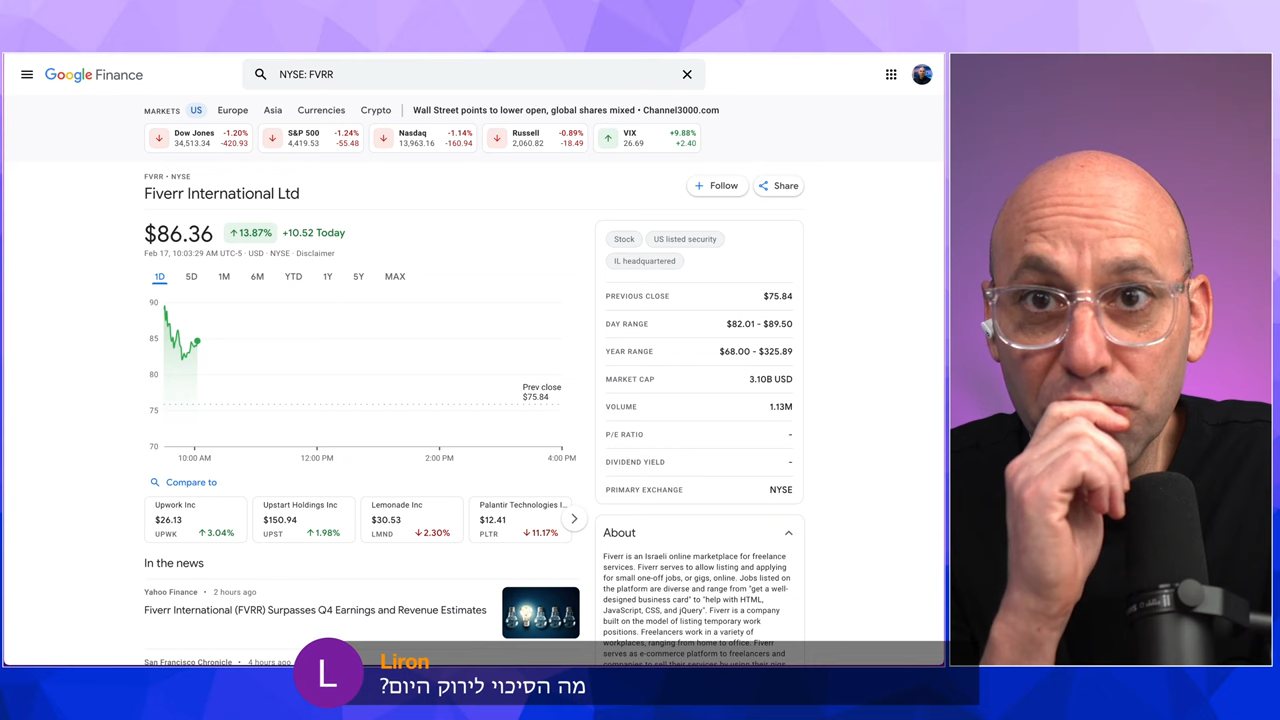 Google Finance
NYSE: FVRR
MARKETS US Europe Asia Currencies Crypto Wall Street points to lower open, global shares mixed • Channel3000.com
Dow Jones -1.20%
34,513.34 -420.93
S&P 500 -1.24%
4,419.53 -55.48
Nasdaq -1.14%
13,963.16 -160.94
Russell -0.89%
2,060.82 -18.49
VIX +9.88%
26.69 +2.40
FVRR • NYSE
Fiverr International Ltd
Follow
Share
$86.36 13.87% +10.52 Today
Feb 17, 10:03:29 AM UTC-5 · USD · NYSE · Disclaimer
1D 5D 1M 6M YTD 1Y 5Y MAX
90
85
80
75
70
Prev close
$75.84
10:00 AM 12:00 PM 2:00 PM 4:00 PM
Compare to
Upwork Inc
$26.13
UPWK 3.04%
Upstart Holdings Inc
$150.94
UPST 1.98%
Lemonade Inc
$30.53
LMND 2.30%
Palantir Technologies I...
$12.41
PLTR 11.17%
In the news
Yahoo Finance • 2 hours ago
Fiverr International (FVRR) Surpasses Q4 Earnings and Revenue Estimates
San Francisco Chronicle • 4 hours ago
Stock US listed security
IL headquartered
PREVIOUS CLOSE $75.84
DAY RANGE $82.01 - $89.50
YEAR RANGE $68.00 - $325.89
MARKET CAP 3.10B USD
VOLUME 1.13M
P/E RATIO -
DIVIDEND YIELD -
PRIMARY EXCHANGE NYSE
About
Fiverr is an Israeli online marketplace for freelance
services. Fiverr serves to allow listing and applying
for small one-off jobs, or gigs, online. Jobs listed on
the platform are diverse and range from "get a well-
designed business card" to "help with HTML,
JavaScript, CSS, and jQuery". Fiverr is a company
built on the model of listing temporary work
positions. Freelancers work in a variety of
workplaces, ranging from home to office. Fiverr
serves as e-commerce platform to freelancers and
companies to sell their services by using their gigs
L
Liron
מה הסיכוי לירוק היום?